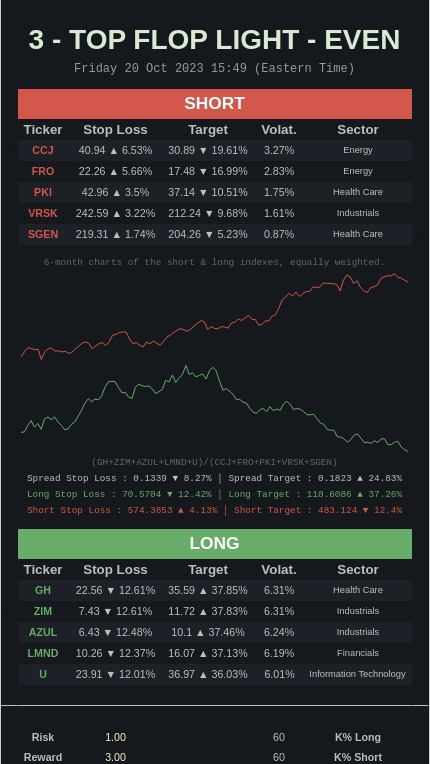 3 - TOP FLOP LIGHT - EVEN
Friday 20 Oct 2023 15:49 (Eastern Time)
SHORT
Ticker Stop Loss Target Volat. Sector
CCJ 40.94 ▲ 6.53% 30.89 ▼ 19.61% 3.27% Energy
FRO 22.26 ▲ 5.66% 17.48 ▼ 16.99% 2.83% Energy
PKI 42.96 ▲ 3.5% 37.14 ▼ 10.51% 1.75% Health Care
VRSK 242.59 ▲ 3.22% 212.24 ▼ 9.68% 1.61% Industrials
SGEN 219.31 ▲ 1.74% 204.26 ▼ 5.23% 0.87% Health Care
6-month charts of the short & long indexes, equally weighted.
(GH+ZIM+AZUL+LMND+U)/(CCJ+FRO+PKI+VRSK+SGEN)
Spread Stop Loss : 0.1339 ▼ 8.27% | Spread Target : 0.1823 ▲ 24.83%
Long Stop Loss : 70.5704 ▼ 12.42% | Long Target : 110.6086 ▲ 37.26%
Short Stop Loss : 574.3853 ▲ 4.13% | Short Target : 483.124 ▼ 12.4%
LONG
Ticker Stop Loss Target Volat. Sector
GH 22.56 ▼ 12.61% 35.59 ▲ 37.85% 6.31% Health Care
ZIM 7.43 ▼ 12.61% 11.72 ▲ 37.83% 6.31% Industrials
AZUL 6.43 ▼ 12.48% 10.1 ▲ 37.46% 6.24% Industrials
LMND 10.26 ▼ 12.37% 16.07 ▲ 37.13% 6.19% Financials
U 23.91 ▼ 12.01% 36.97 ▲ 36.03% 6.01% Information Technology
Risk 1.00 60 K% Long
Reward 3.00 60 K% Short